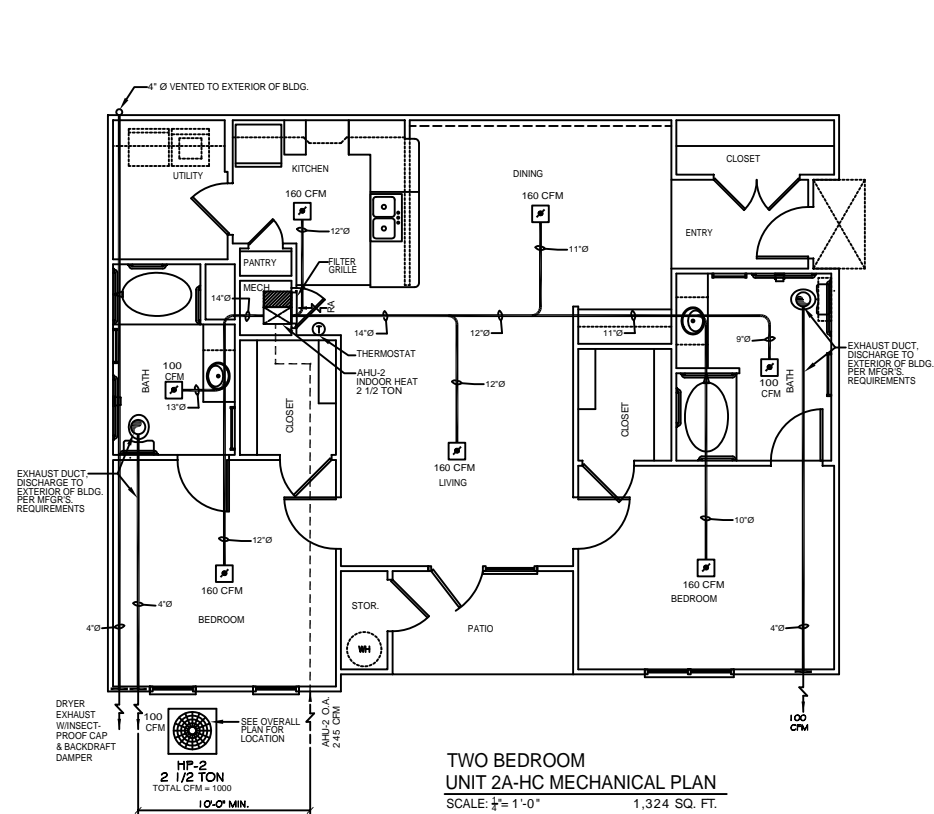 4" Ø VENTED TO EXTERIOR OF BLDG.
UTILITY
KITCHEN
160 CFM
12"Ø
DINING
160 CFM
11"Ø
CLOSET
ENTRY
PANTRY
FILTER
GRILLE
MECH
RA
14"Ø
14"Ø
12"Ø
11"Ø
9"Ø
T
THERMOSTAT
AHU-2
INDOOR HEAT
2 1/2 TON
100
CFM
BATH
13"Ø
CLOSET
12"Ø
160 CFM
LIVING
CLOSET
100
CFM
BATH
EXHAUST DUCT,
DISCHARGE TO
EXTERIOR OF BLDG.
PER MFGR'S.
REQUIREMENTS
EXHAUST DUCT,
DISCHARGE TO
EXTERIOR OF BLDG.
PER MFGR'S.
REQUIREMENTS
12"Ø
160 CFM
BEDROOM
10"Ø
160 CFM
BEDROOM
4"Ø
4"Ø
4"Ø
STOR.
WH
PATIO
DRYER
EXHAUST
W/INSECT-
PROOF CAP
& BACKDRAFT
DAMPER
100
CFM
SEE OVERALL
PLAN FOR
LOCATION
AHU-2 O.A.
245 CFM
100
CFM
HP-2
2 1/2 TON
TOTAL CFM = 1000
10'-0" MIN.
TWO BEDROOM
UNIT 2A-HC MECHANICAL PLAN
SCALE: 1/4"= 1'-0" 1,324 SQ. FT.